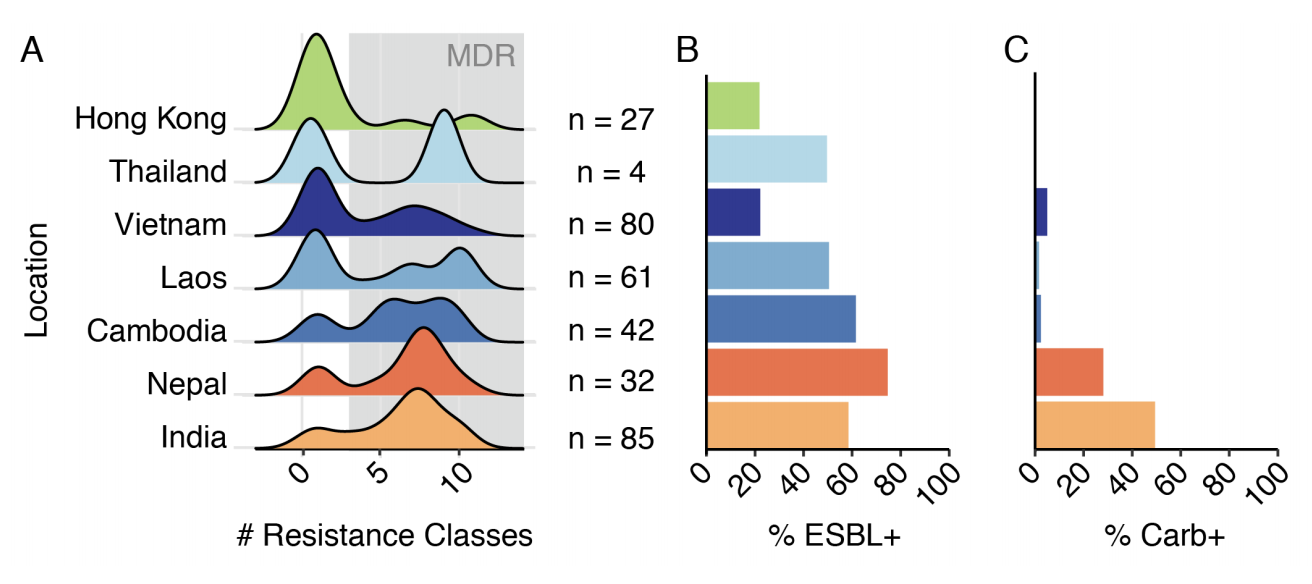 A
B
C
MDR
Location
Hong Kong
n = 27
Thailand
n = 4
Vietnam
n = 80
Laos
n = 61
Cambodia
n = 42
Nepal
n = 32
India
n = 85
0 5 10
# Resistance Classes
0 20 40 60 80 100
% ESBL+
0 20 40 60 80 100
% Carb+